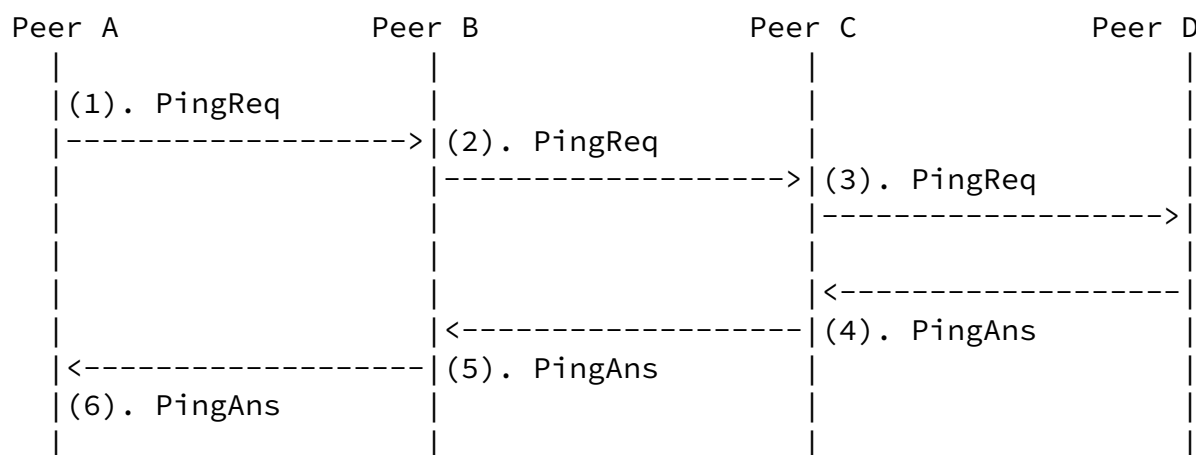 Peer A Peer B Peer C Peer D
(1). PingReq
(2). PingReq
(3). PingReq
(4). PingAns
(5). PingAns
(6). PingAns